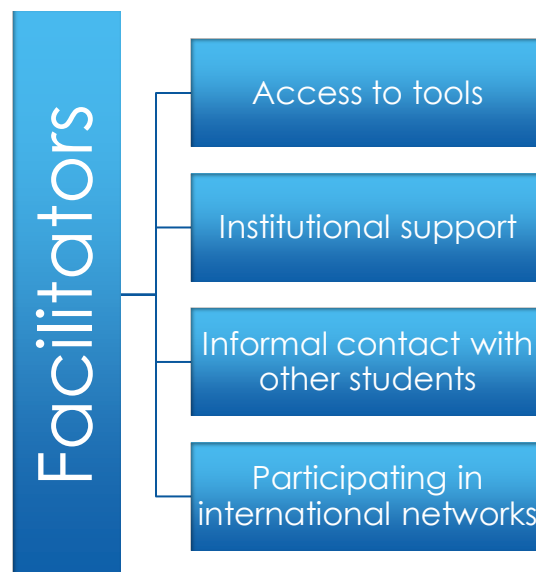 Facilitators
Access to tools
Institutional support
Informal contact with
other students
Participating in
international networks